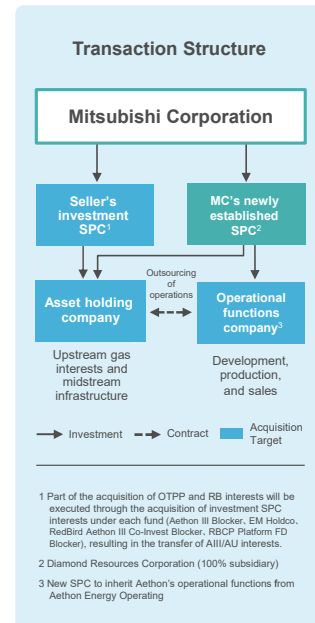 Transaction Structure
Mitsubishi Corporation
Seller's
investment
SPC1
MC's newly
established
SPC2
Outsourcing
of
operations
Asset holding
company
Operational
functions
company3
Upstream gas
interests and
midstream
infrastructure
Development,
production,
and sales
Investment
Contract
Acquisition
Target
1 Part of the acquisition of OTPP and RB interests will be
executed through the acquisition of investment SPC
interests under each fund (Aethon III Blocker、EM Holdco、
RedBird Aethon III Co-Invest Blocker、RBCP Platform FD
Blocker), resulting in the transfer of AIII/AU interests.
2 Diamond Resources Corporation (100% subsidiary)
3 New SPC to inherit Aethon's operational functions from
Aethon Energy Operating